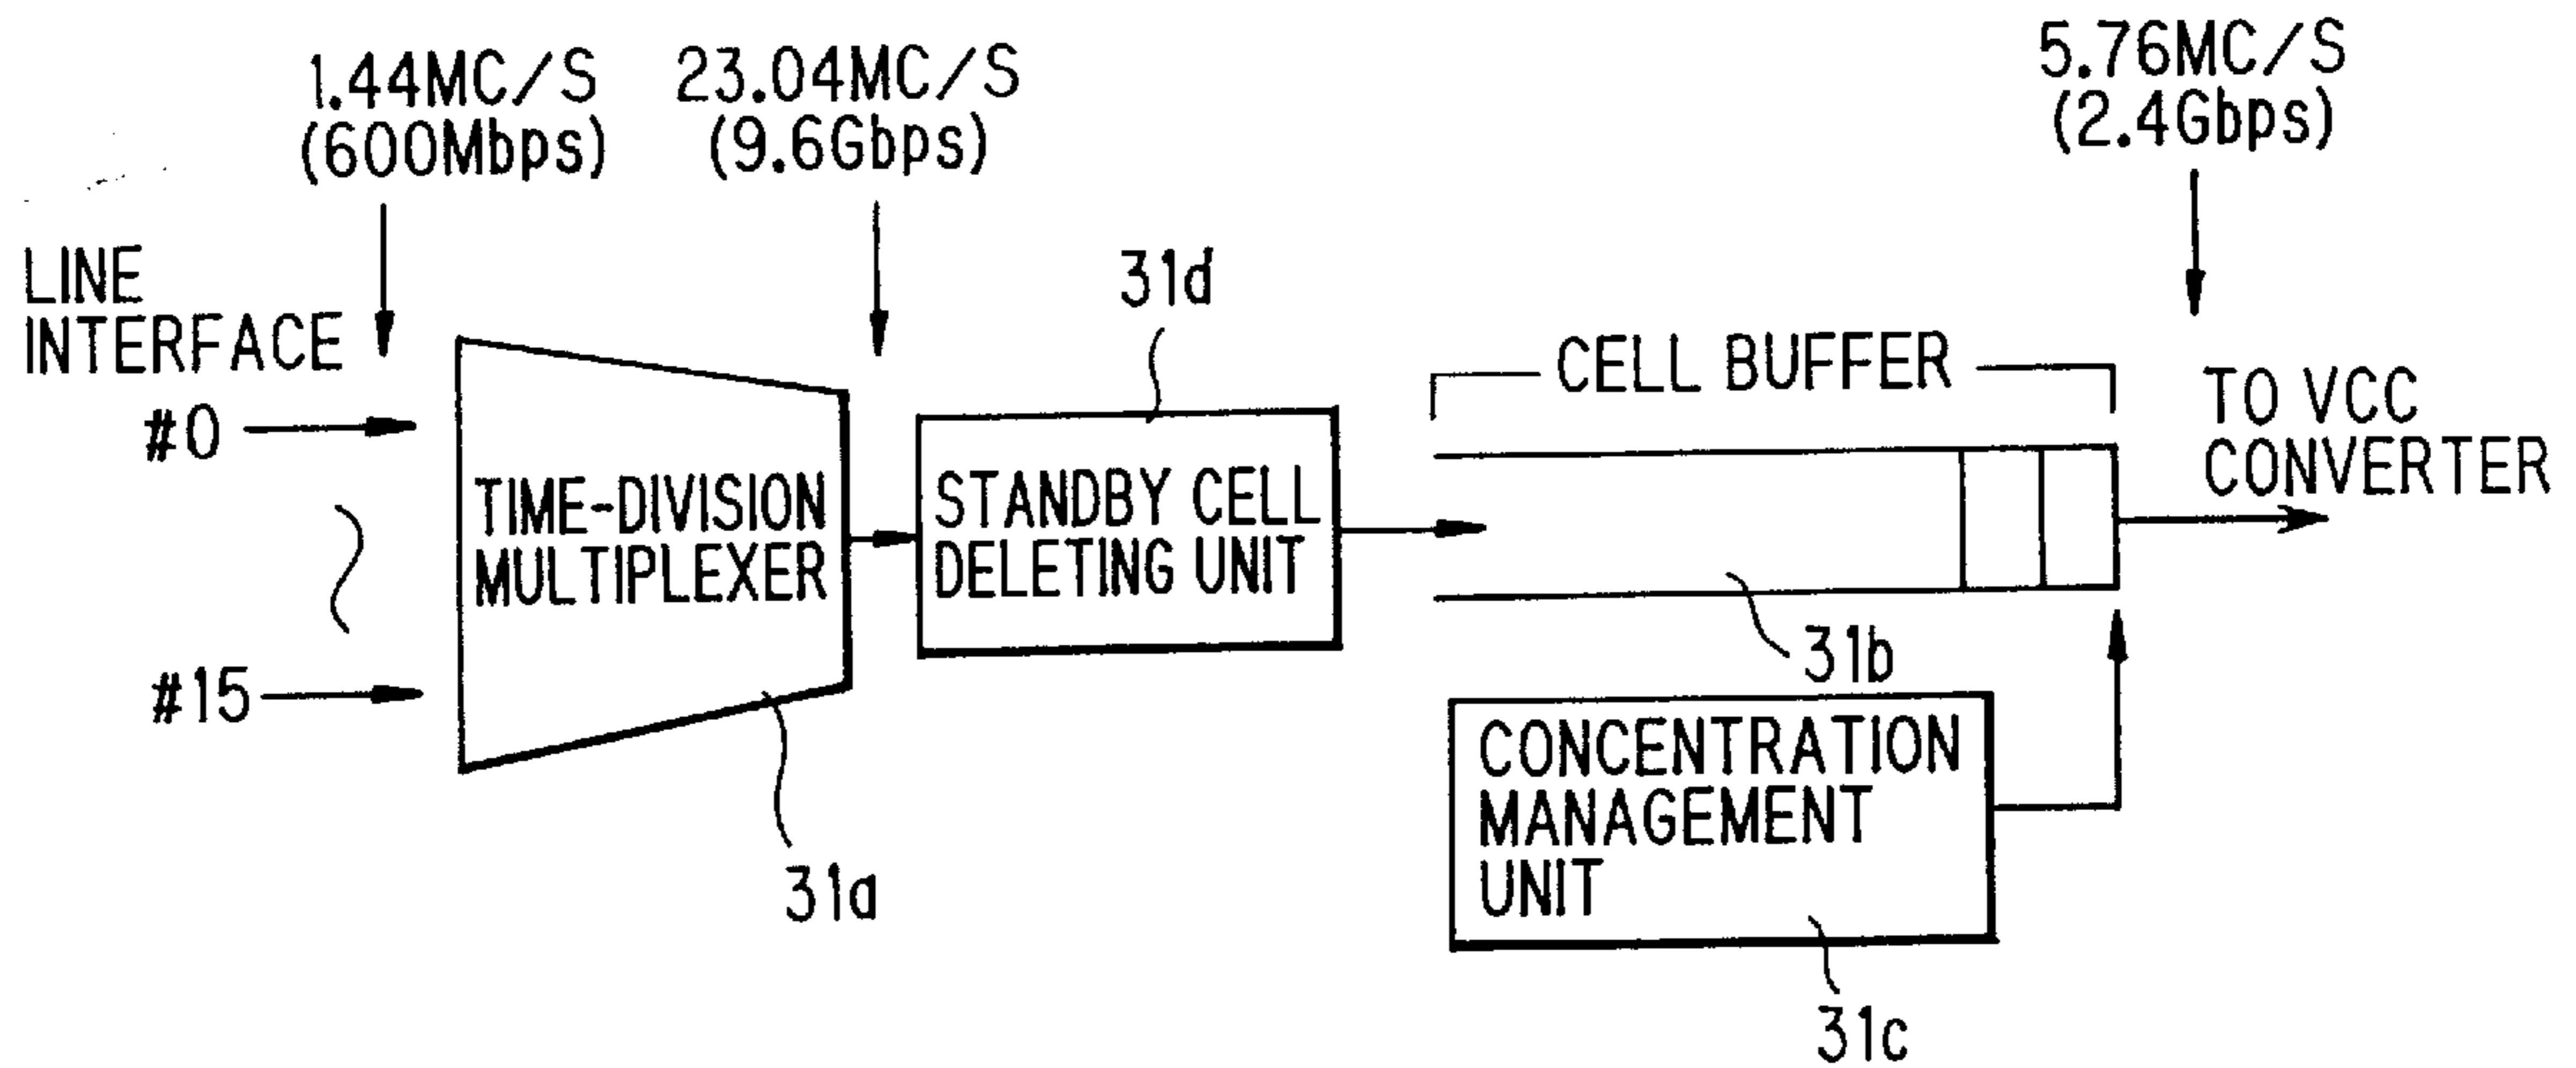 1.44MC/S
(600Mbps)
23.04MC/S
(9.6Gbps)
5.76MC/S
(2.4Gbps)
LINE
INTERFACE
#0
#15
TIME-DIVISION
MULTIPLEXER
31a
31d
STANDBY CELL
DELETING UNIT
CELL BUFFER
31b
TO VCC
CONVERTER
CONCENTRATION
MANAGEMENT
UNIT
31c